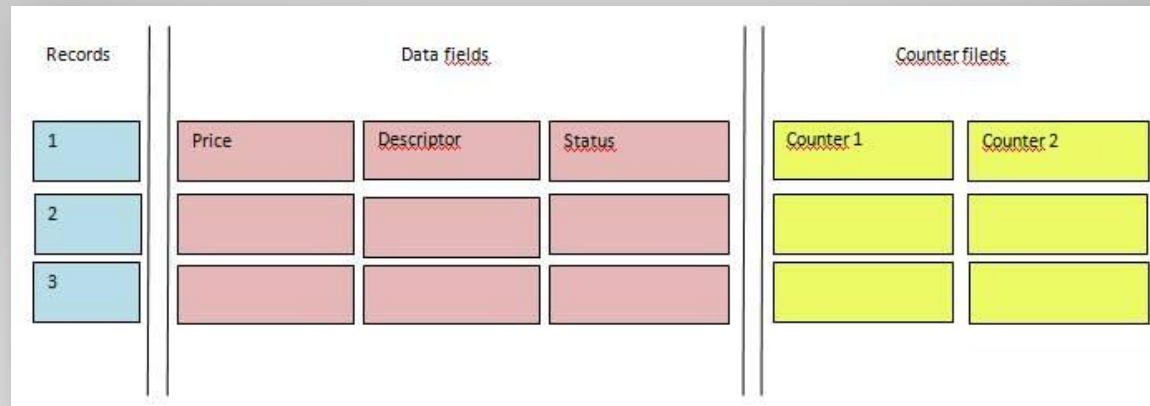 Records Data fields Counter fileds
1 Price Descriptor Status Counter 1 Counter 2
2
3